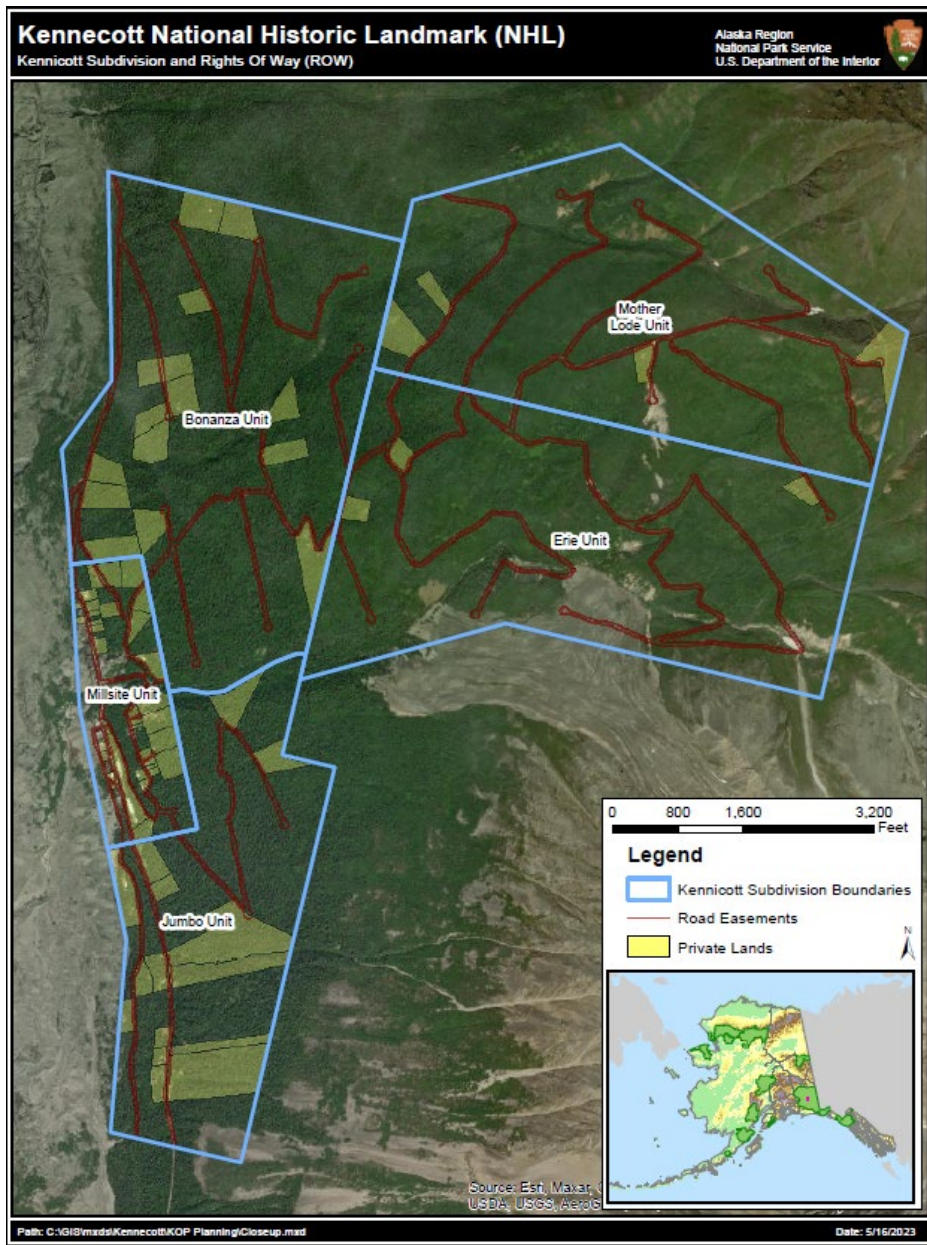 Kennecott National Historic Landmark (NHL)
Kennicott Subdivision and Rights Of Way (ROW)
Alaska Region
National Park Service
U.S. Department of the Interior
Mother
Lode Unit
Bonanza Unit
Erie Unit
Millsite Unit
Jumbo Unit
0 800 1,600 3,200
Feet
Legend
Kennicott Subdivision Boundaries
Road Easements
N
Private Lands
Source: Esri, Maxar,
USDA, USGS, AeroG
Path: C:\GIS\mxds\Kennecott\KOP Planning\Closeup.mxd
Date: 5/16/2023